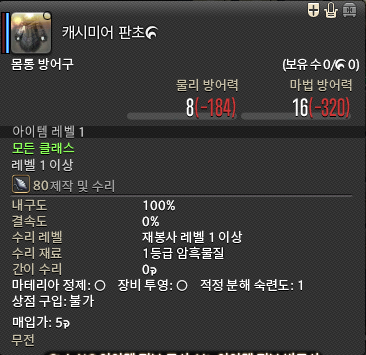 캐시미어 판초
몸통 방어구 (보유 수 0/ 0)
물리 방어력 마법 방어력
8(-184) 16(-320)
아이템 레벨 1
모든 클래스
레벨 1 이상
80 제작 및 수리
내구도 100%
결속도 0%
수리 레벨 재봉사 레벨 1 이상
수리 재료 1등급 암흑물질
간이 수리 0
마테리아 정제: ○ 장비 투영: ○ 적정 분해 숙련도: 1
상점 구입: 불가
매입가: 5
무전